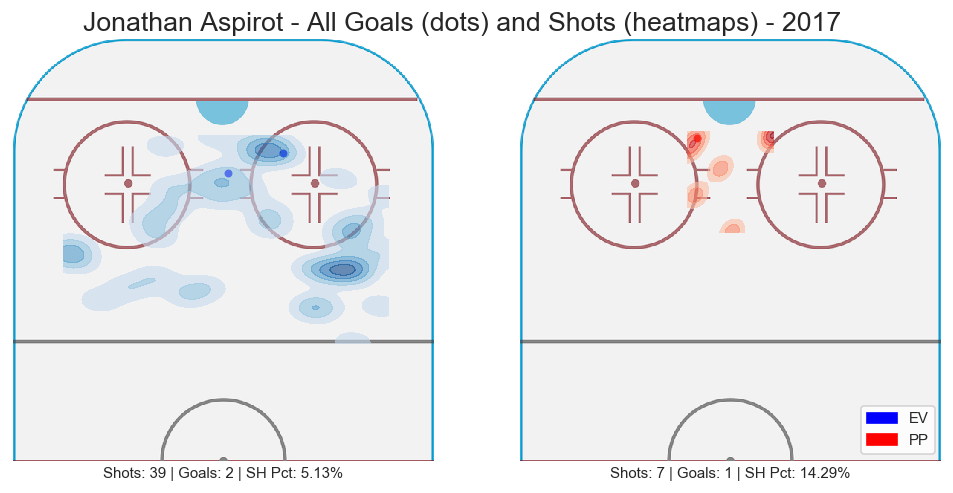 Jonathan Aspirot - All Goals (dots) and Shots (heatmaps) - 2017
EV
PP
Shots: 39 | Goals: 2 | SH Pct: 5.13%
Shots: 7 | Goals: 1 | SH Pct: 14.29%